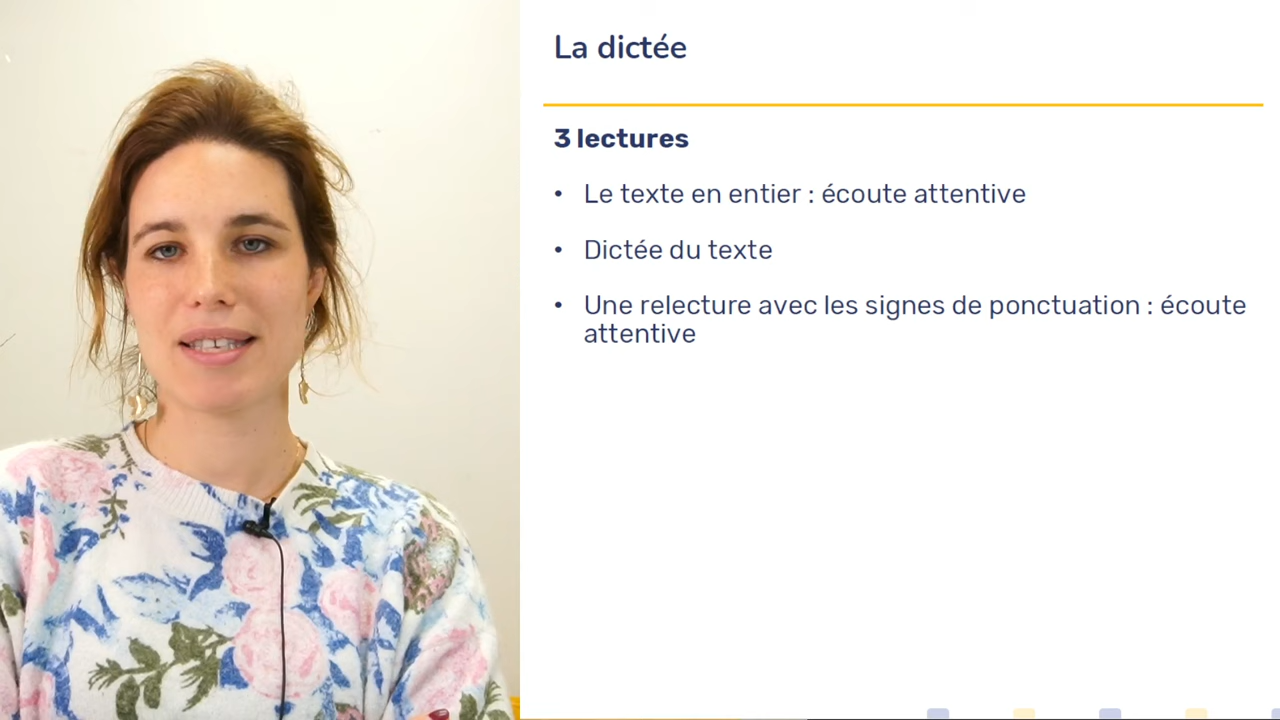 La dictée
3 lectures
• Le texte en entier : écoute attentive
• Dictée du texte
• Une relecture avec les signes de ponctuation : écoute
attentive